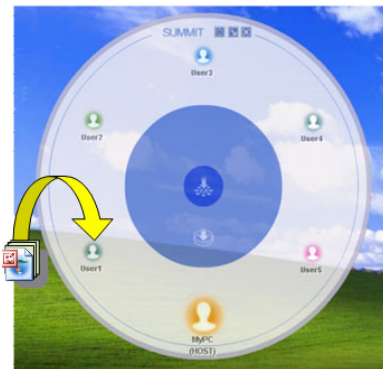 SUMMIT
User3
User2
User4
User1
User5
MyPC
(HOST)